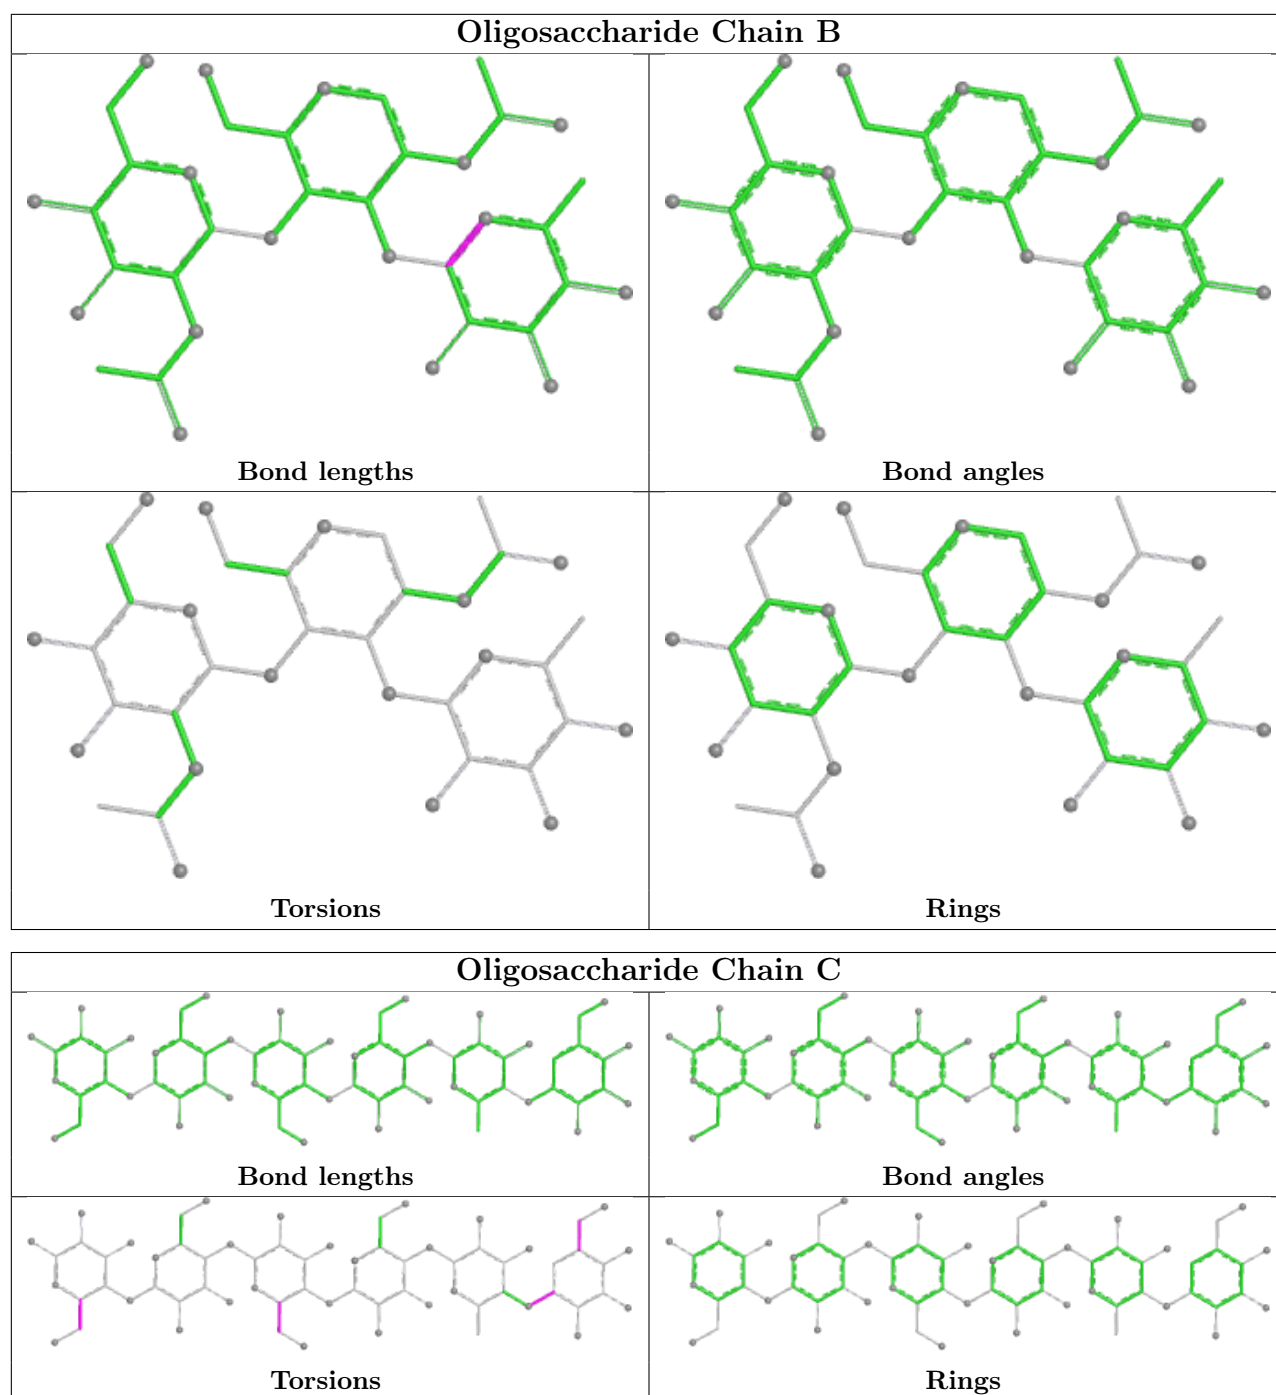 Oligosaccharide Chain B
Bond lengths
Bond angles
Torsions
Rings
Oligosaccharide Chain C
Bond lengths
Bond angles
Torsions
Rings